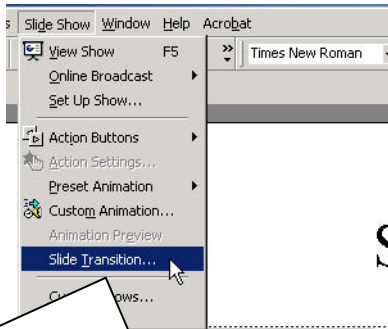 s Slide Show Window Help Acrobat
View Show F5
» Times New Roman
Online Broadcast
Set Up Show...
Action Buttons
Action Settings...
Preset Animation
Custom Animation...
Animation Preview
Slide Transition...
S